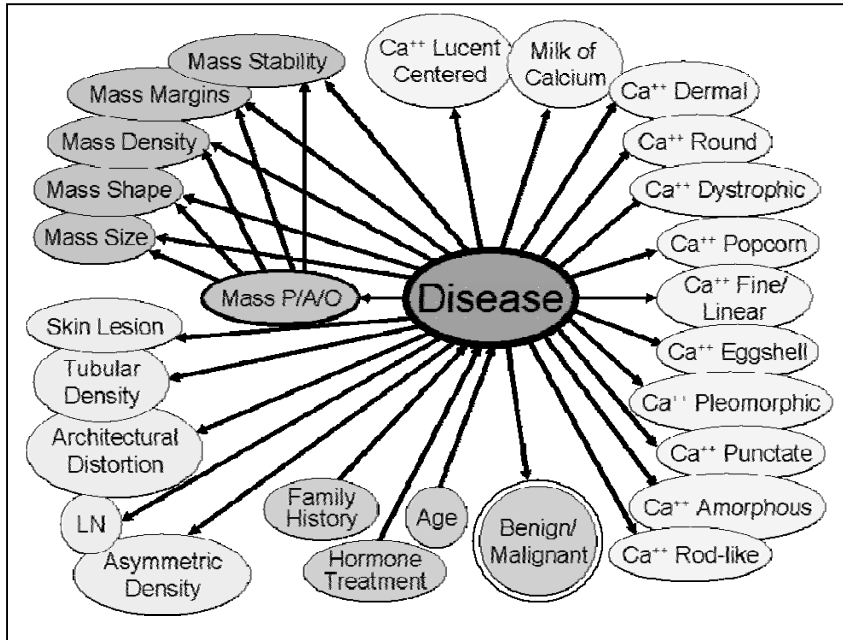 Mass Stability
Mass Margins
Mass Density
Mass Shape
Mass Size
Mass P/A/O
Disease
Ca⁺⁺ Lucent
Centered
Milk of
Calcium
Ca⁺⁺ Dermal
Ca⁺⁺ Round
Ca⁺⁺ Dystrophic
Ca⁺⁺ Popcorn
Ca⁺⁺ Fine/
Linear
Ca⁺⁺ Eggshell
Ca⁺⁺ Pleomorphic
Ca⁺⁺ Punctate
Ca⁺⁺ Amorphous
Ca⁺⁺ Rod-like
Skin Lesion
Tubular
Density
Architectural
Distortion
LN
Asymmetric
Density
Family
History
Hormone
Treatment
Age
Benign/
Malignant